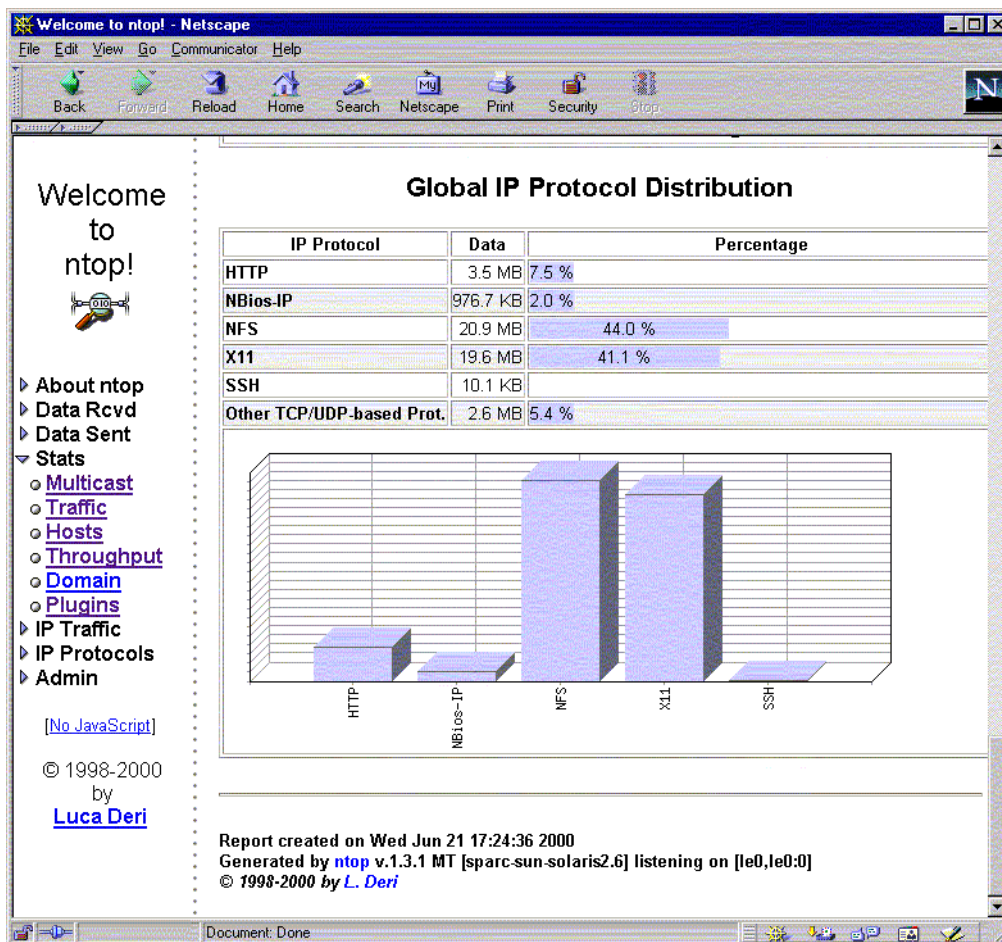 Welcome to ntop! - Netscape
File Edit View Go Communicator Help
Back Forward Reload Home Search Netscape Print Security Stop
My
N
Welcome
to
ntop!
010
About ntop
Data Rcvd
Data Sent
Stats
Multicast
Traffic
Hosts
Throughput
Domain
Plugins
IP Traffic
IP Protocols
Admin
[No JavaScript]
© 1998-2000
by
Luca Deri
Global IP Protocol Distribution
IP Protocol Data Percentage
HTTP 3.5 MB 7.5 %
NBios-IP 976.7 KB 2.0 %
NFS 20.9 MB 44.0 %
X11 19.6 MB 41.1 %
SSH 10.1 KB
Other TCP/UDP-based Prot. 2.6 MB 5.4 %
HTTP NBios-IP NFS X11 SSH
Report created on Wed Jun 21 17:24:36 2000
Generated by ntop v.1.3.1 MT [sparc-sun-solaris2.6] listening on [le0,le0:0]
© 1998-2000 by L. Deri
Document: Done